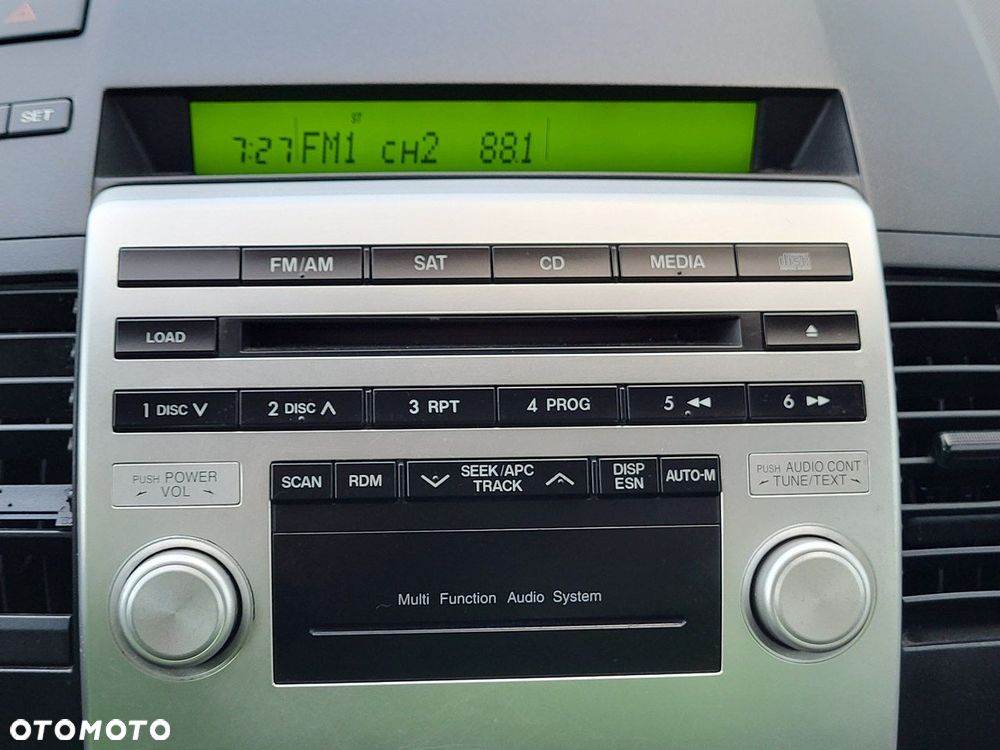 SET
ST
7:27 FM1 CH2 88.1
FM/AM SAT CD MEDIA disc
LOAD
1 DISC 2 DISC 3 RPT 4 PROG 5 6
SCAN RDM SEEK/APC TRACK DISP ESN AUTO-M
PUSH POWER
VOL
PUSH AUDIO CONT
TUNE/TEXT
Multi Function Audio System
OTOMOTO